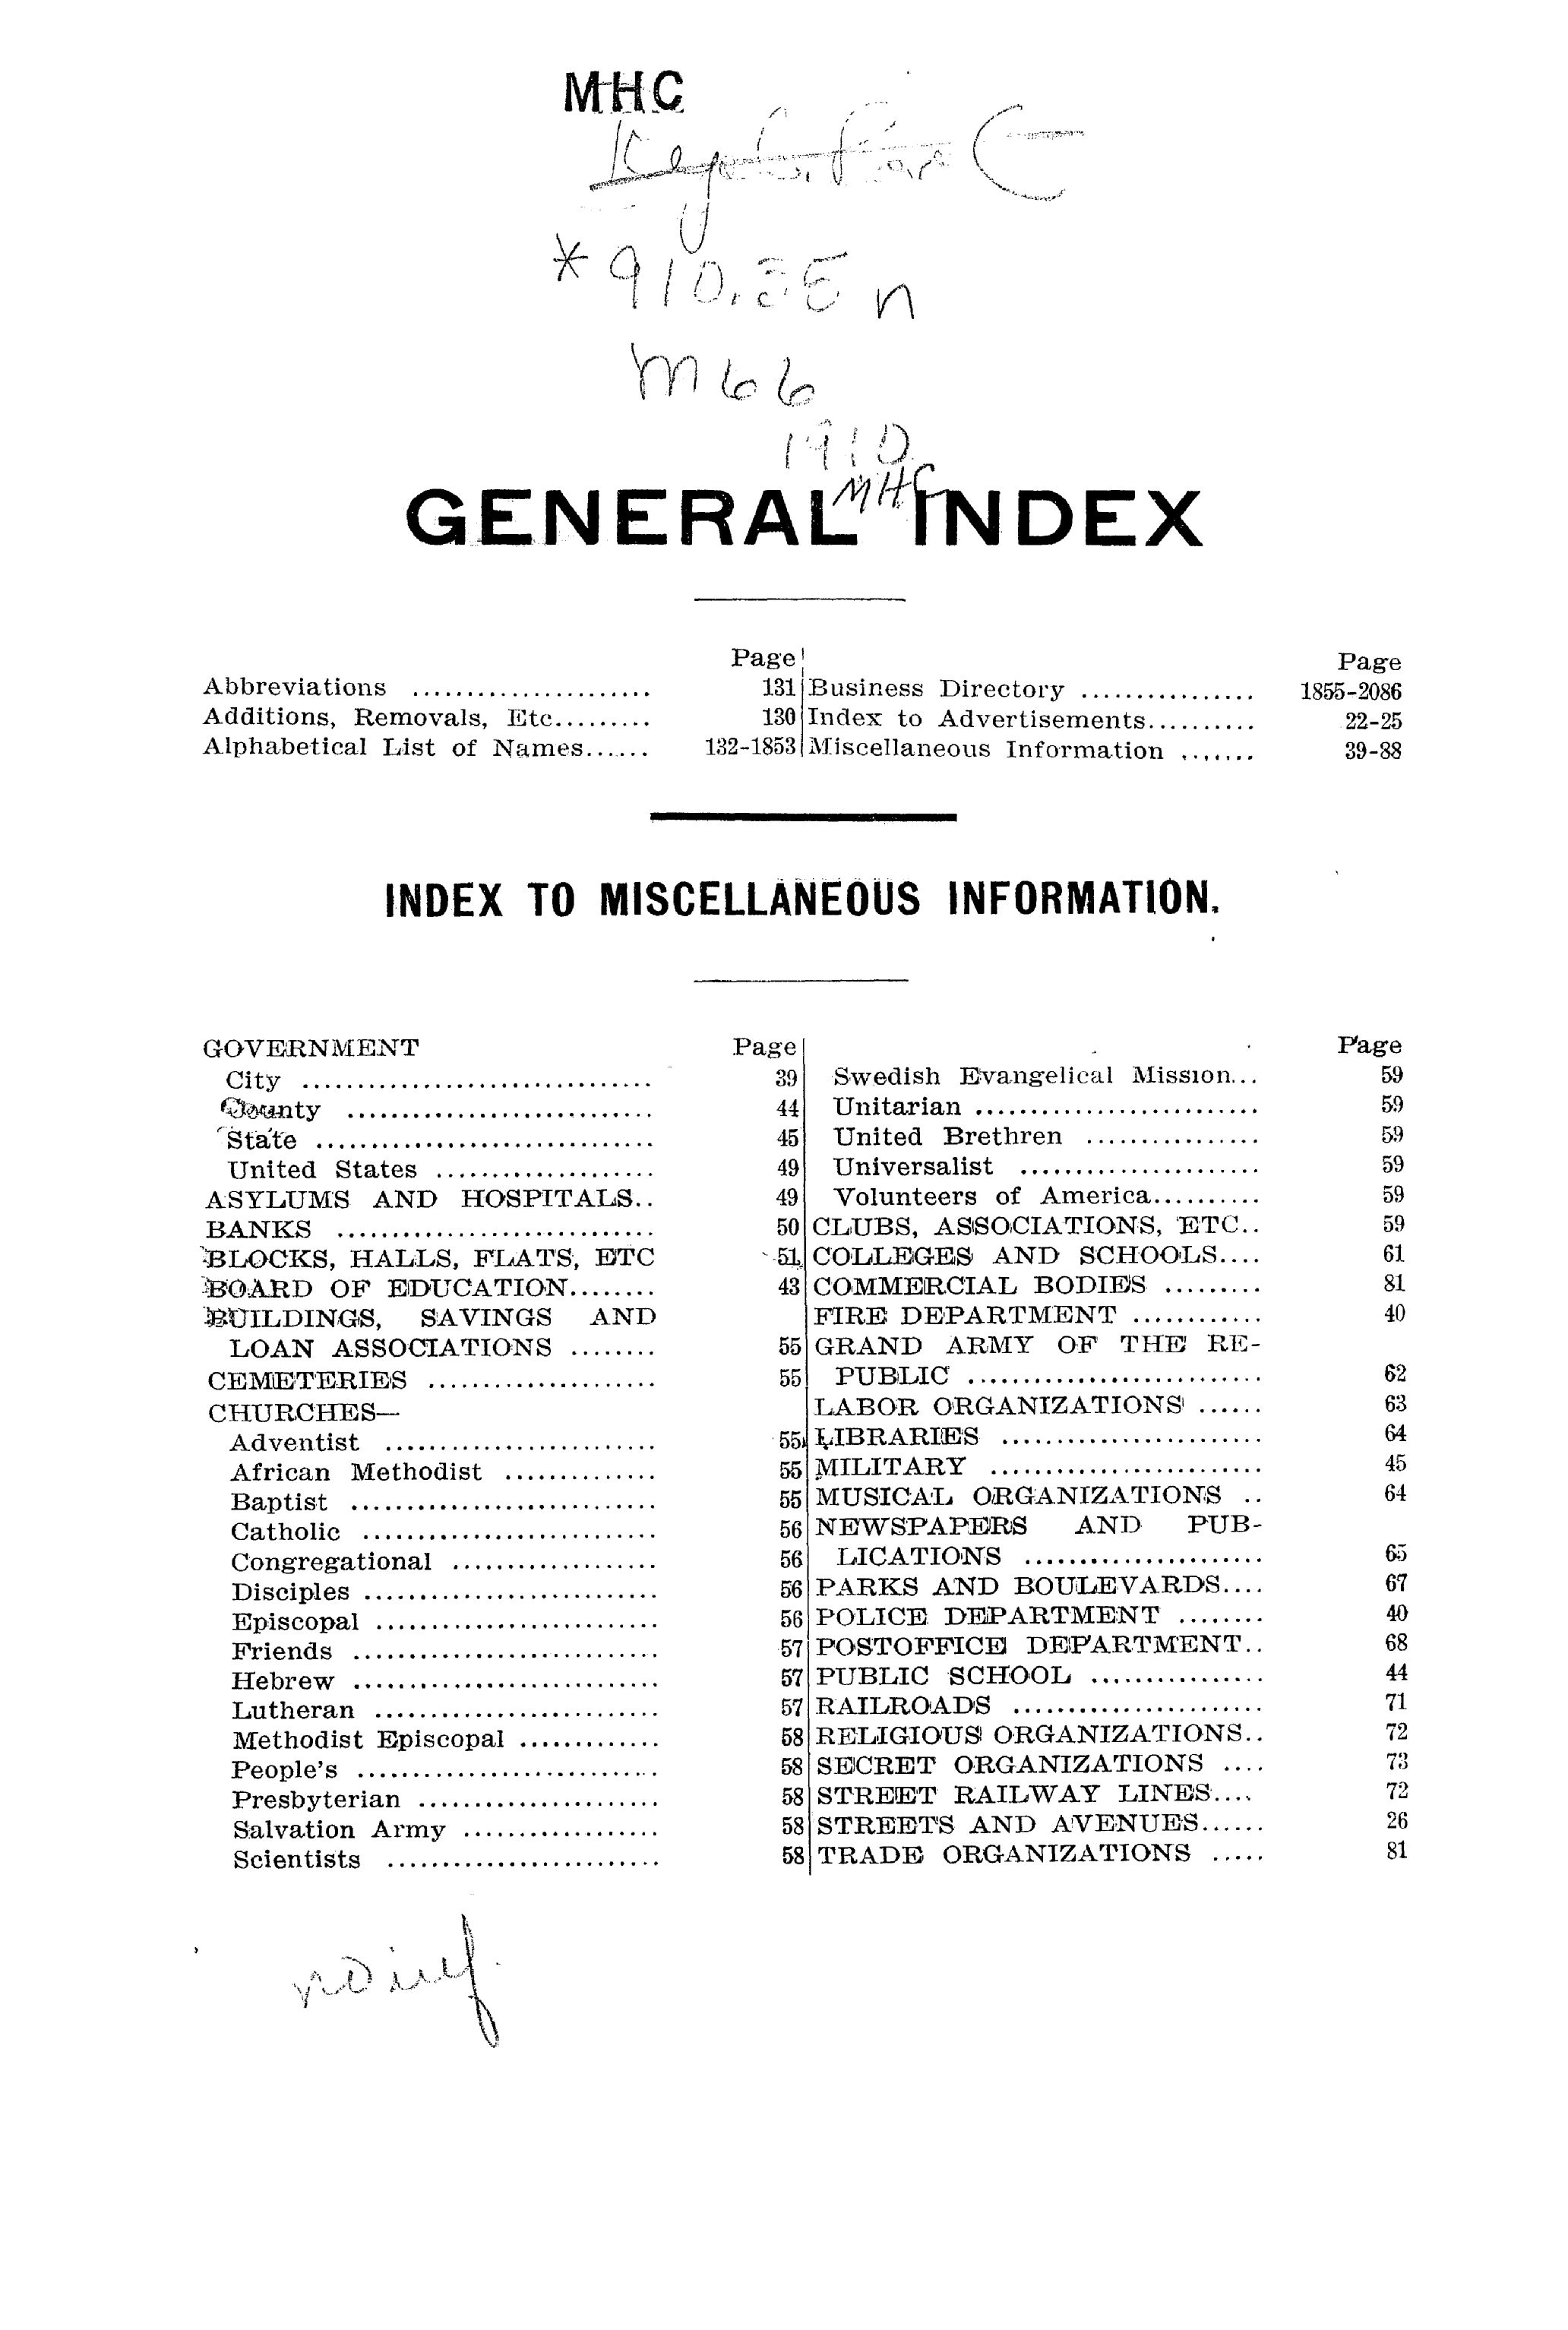 MHC
M66
1910
MHC
GENERAL INDEX
Page
Abbreviations ...................... 131
Additions, Removals, Etc......... 130
Alphabetical List of Names...... 132-1853
Page
Business Directory ................ 1855-2086
Index to Advertisements.......... 22-25
Miscellaneous Information ....... 39-88
INDEX TO MISCELLANEOUS INFORMATION.
GOVERNMENT Page
City ................................ 39
County ............................ 44
State ............................... 45
United States .................... 49
ASYLUMS AND HOSPITALS.. 49
BANKS ............................. 50
BLOCKS, HALLS, FLATS, ETC 51
BOARD OF EDUCATION........ 43
BUILDINGS, SAVINGS AND
LOAN ASSOCIATIONS ........ 55
CEMETERIES ..................... 55
CHURCHES—
Adventist ......................... 55
African Methodist .............. 55
Baptist ............................ 55
Catholic ........................... 56
Congregational ................... 56
Disciples ........................... 56
Episcopal .......................... 56
Friends ............................ 57
Hebrew ............................ 57
Lutheran .......................... 57
Methodist Episcopal ............. 58
People's ............................ 58
Presbyterian ...................... 58
Salvation Army .................. 58
Scientists ......................... 58
Page
Swedish Evangelical Mission... 59
Unitarian .......................... 59
United Brethren ................ 59
Universalist ...................... 59
Volunteers of America.......... 59
CLUBS, ASSOCIATIONS, ETC.. 59
COLLEGES AND SCHOOLS.... 61
COMMERCIAL BODIES ......... 81
FIRE DEPARTMENT ............ 40
GRAND ARMY OF THE RE-
PUBLIC ........................... 62
LABOR ORGANIZATIONS ...... 63
LIBRARIES ........................ 64
MILITARY ......................... 45
MUSICAL ORGANIZATIONS .. 64
NEWSPAPERS AND PUB-
LICATIONS ...................... 65
PARKS AND BOULEVARDS.... 67
POLICE DEPARTMENT ........ 40
POSTOFFICE DEPARTMENT.. 68
PUBLIC SCHOOL ................ 44
RAILROADS ....................... 71
RELIGIOUS ORGANIZATIONS.. 72
SECRET ORGANIZATIONS .... 73
STREET RAILWAY LINES.... 72
STREETS AND AVENUES...... 26
TRADE ORGANIZATIONS ..... 81